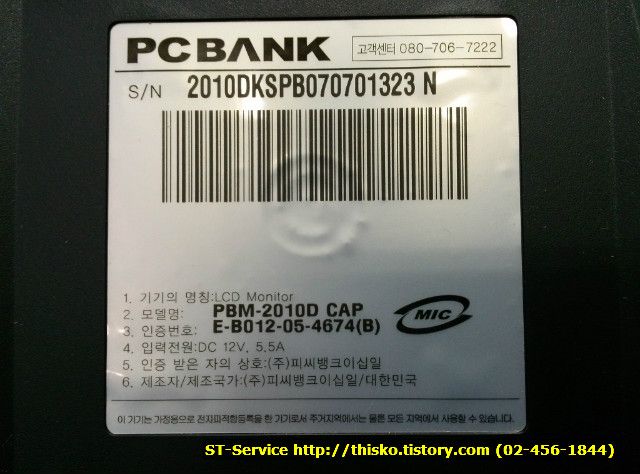 PCBANK 고객센터 080-706-7222
S/N 2010DKSPB070701323 N
1. 기기의 명칭:LCD Monitor
2. 모델명: PBM-2010D CAP
3. 인증번호: E-B012-05-4674(B)
MIC
4. 입력전원:DC 12V, 5.5A
5. 인증 받은 자의 상호:(주)피씨뱅크이십일
6. 제조자/제조국가:(주)피씨뱅크이십일/대한민국
이 기기는 가정용으로 전자파적합등록을 한 기기로서 주거지역에서는 물론 모든 지역에서 사용할 수 있습니다.
ST-Service http://thisko.tistory.com (02-456-1844)